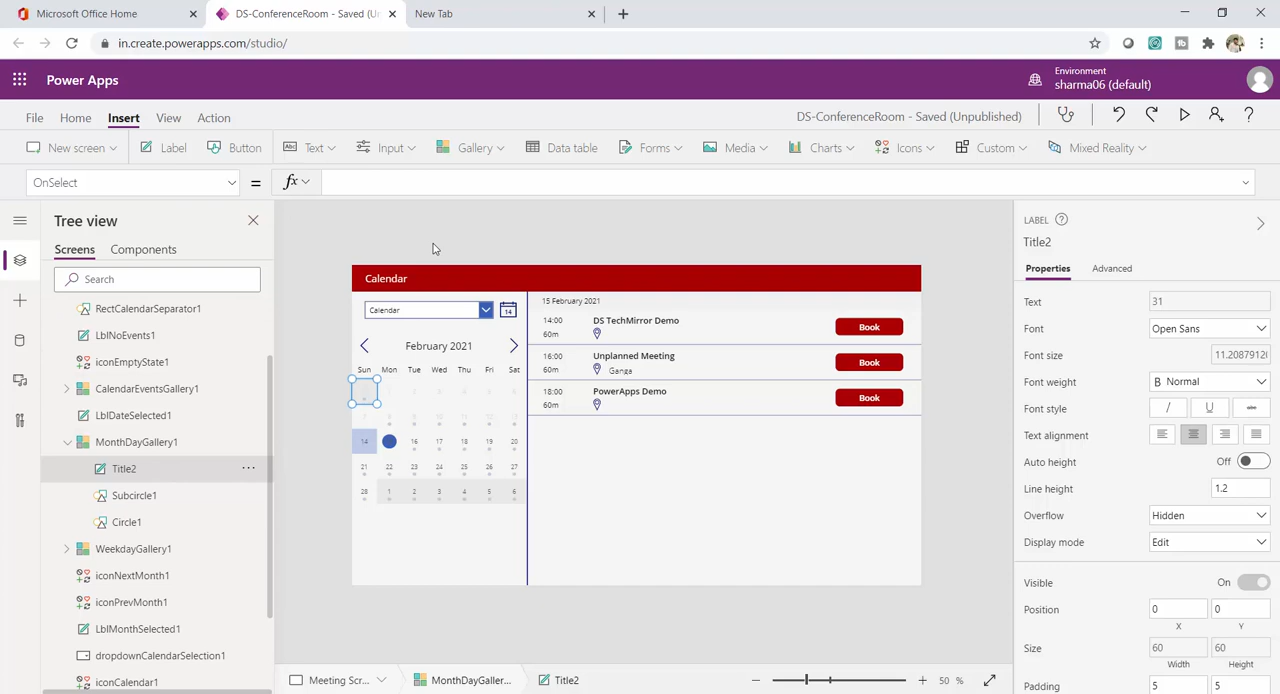 Microsoft Office Home
DS-ConferenceRoom - Saved (U
New Tab
in.create.powerapps.com/studio/
Power Apps
Environment
sharma06 (default)
File Home Insert View Action
DS-ConferenceRoom - Saved (Unpublished)
New screen Label Button Text Input Gallery Data table Forms Media Charts Icons Custom Mixed Reality
OnSelect = fx
Tree view
Screens Components
Search
RectCalendarSeparator1
LblNoEvents1
iconEmptyState1
CalendarEventsGallery1
LblDateSelected1
MonthDayGallery1
Title2
Subcircle1
Circle1
WeekdayGallery1
iconNextMonth1
iconPrevMonth1
LblMonthSelected1
dropdownCalendarSelection1
iconCalendar1
Calendar
Calendar
14
February 2021
Sun Mon Tue Wed Thu Fri Sat
14 16 17 18 19 20
21 22 23 24 25 26 27
28 1 2 3 4 5 6
15 February 2021
14:00 DS TechMirror Demo Book
60m
16:00 Unplanned Meeting Book
60m Ganga
18:00 PowerApps Demo Book
60m
Meeting Scr... MonthDayGaller... Title2
50 %
LABEL
Title2
Properties Advanced
Text 31
Font Open Sans
Font size 11.2087912
Font weight B Normal
Font style / U abc
Text alignment
Auto height Off
Line height 1.2
Overflow Hidden
Display mode Edit
Visible On
Position 0 0
X Y
Size 60 60
Width Height
Padding 5 5